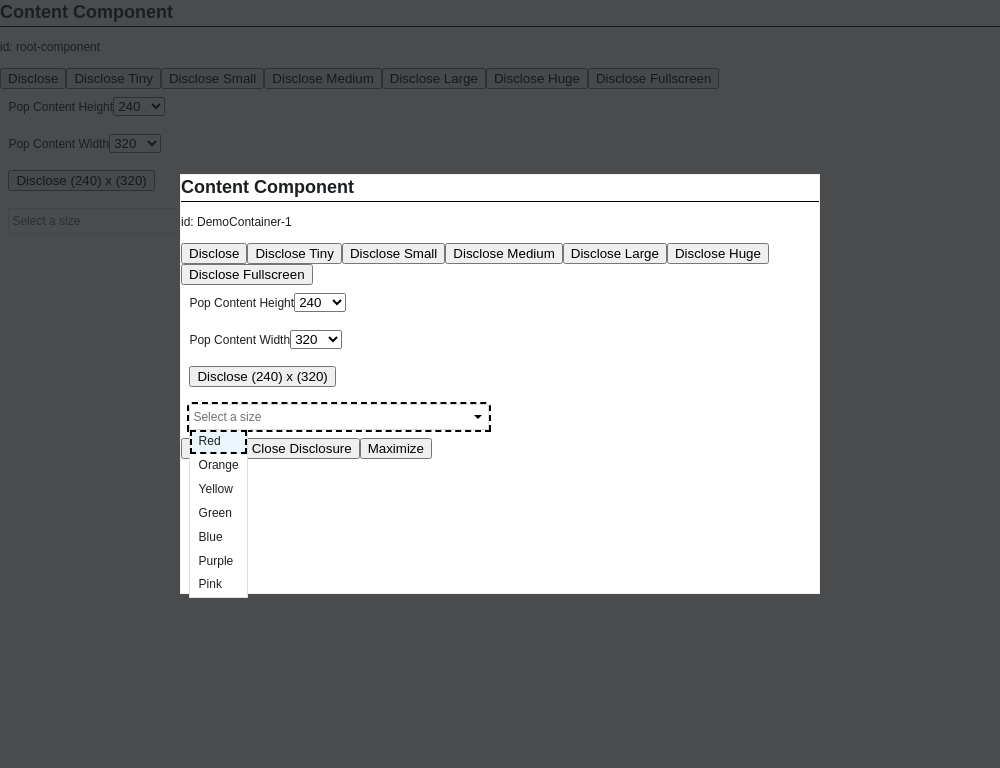 Content Component
id: root-component
Disclose Disclose Tiny Disclose Small Disclose Medium Disclose Large Disclose Huge Disclose Fullscreen
Pop Content Height 240
Pop Content Width 320
Disclose (240) x (320)
Select a size
Content Component
id: DemoContainer-1
Disclose Disclose Tiny Disclose Small Disclose Medium Disclose Large Disclose Huge
Disclose Fullscreen
Pop Content Height 240
Pop Content Width 320
Disclose (240) x (320)
Select a size
Close Disclosure Maximize
Red
Orange
Yellow
Green
Blue
Purple
Pink